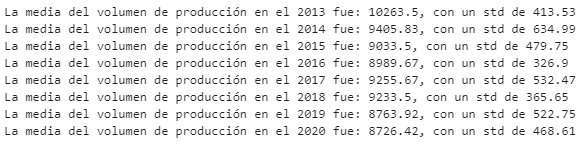 La media del volumen de producción en el 2013 fue: 10263.5, con un std de 413.53
La media del volumen de producción en el 2014 fue: 9405.83, con un std de 634.99
La media del volumen de producción en el 2015 fue: 9033.5, con un std de 479.75
La media del volumen de producción en el 2016 fue: 8989.67, con un std de 326.9
La media del volumen de producción en el 2017 fue: 9255.67, con un std de 532.47
La media del volumen de producción en el 2018 fue: 9233.5, con un std de 365.65
La media del volumen de producción en el 2019 fue: 8763.92, con un std de 522.75
La media del volumen de producción en el 2020 fue: 8726.42, con un std de 468.61